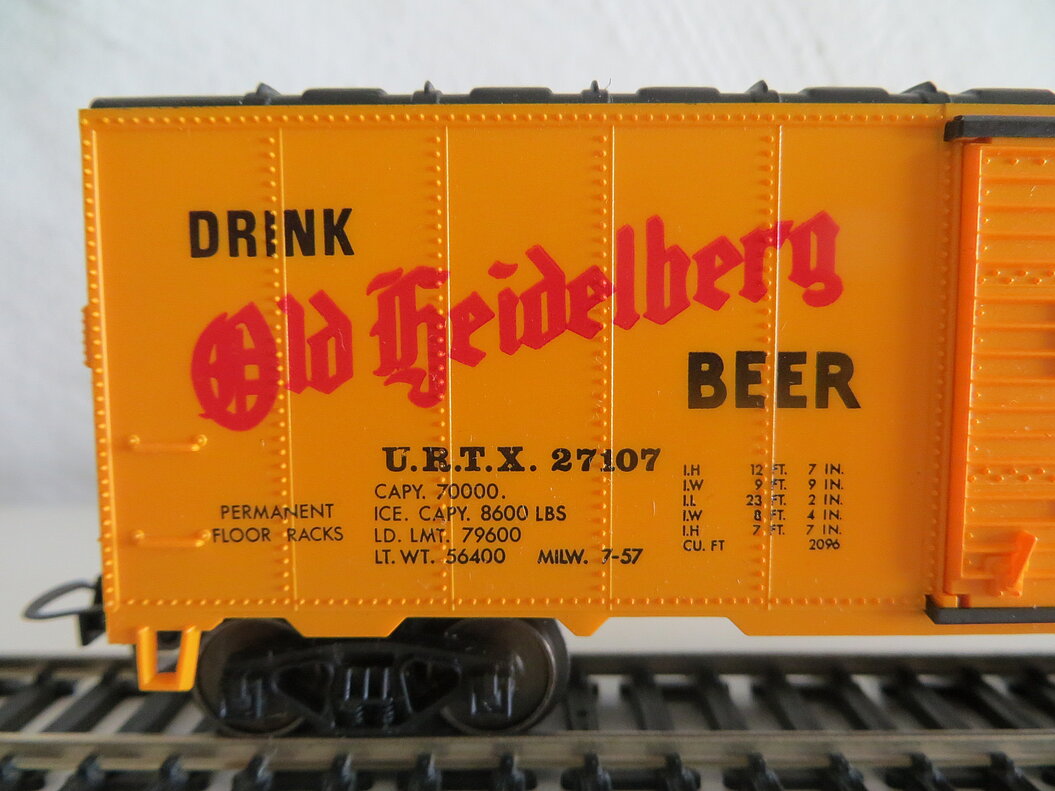 DRINK
Old Heidelberg
BEER
U.R.T.X. 27107
CAPY. 70000.
PERMANENT
FLOOR RACKS
ICE. CAPY. 8600 LBS
LD. LMT. 79600
LT. WT. 56400 MILW. 7-57
I.H 12 FT. 7 IN.
I.W 9 FT. 9 IN.
I.L 23 FT. 2 IN.
I.W 8 FT. 4 IN.
I.H 7 FT. 7 IN.
CU. FT 2096